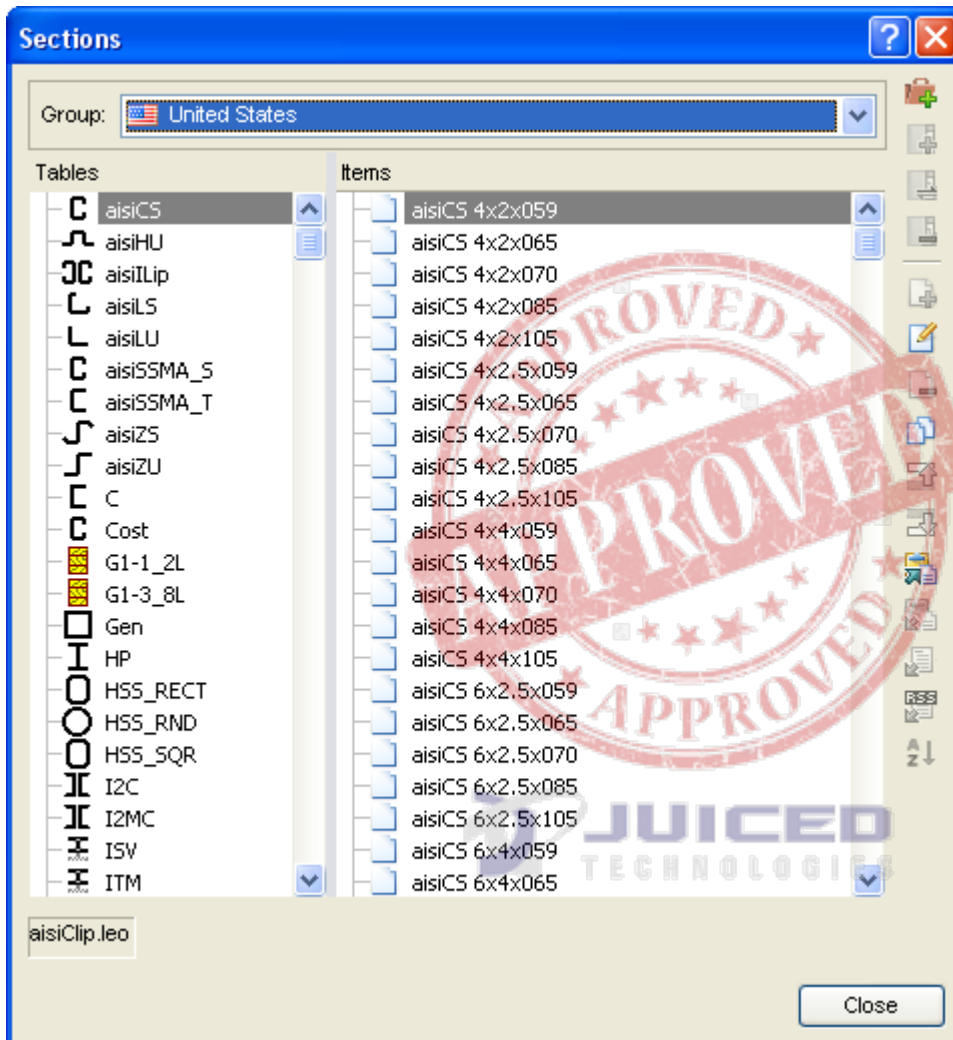 Sections
Group: United States
Tables
Items
aisiCS
aisiHU
aisiILip
aisiLS
aisiLU
aisiSSMA_S
aisiSSMA_T
aisiZS
aisiZU
C
Cost
G1-1_2L
G1-3_8L
Gen
HP
HSS_RECT
HSS_RND
HSS_SQR
I2C
I2MC
ISV
ITM
aisiCS 4x2x059
aisiCS 4x2x065
aisiCS 4x2x070
aisiCS 4x2x085
aisiCS 4x2x105
aisiCS 4x2.5x059
aisiCS 4x2.5x065
aisiCS 4x2.5x070
aisiCS 4x2.5x085
aisiCS 4x2.5x105
aisiCS 4x4x059
aisiCS 4x4x065
aisiCS 4x4x070
aisiCS 4x4x085
aisiCS 4x4x105
aisiCS 6x2.5x059
aisiCS 6x2.5x065
aisiCS 6x2.5x070
aisiCS 6x2.5x085
aisiCS 6x2.5x105
aisiCS 6x4x059
aisiCS 6x4x065
APPROVED
APPROVED
APPROVED
JUICED
TECHNOLOGIES
RSS
AZ
aisiClip.leo
Close